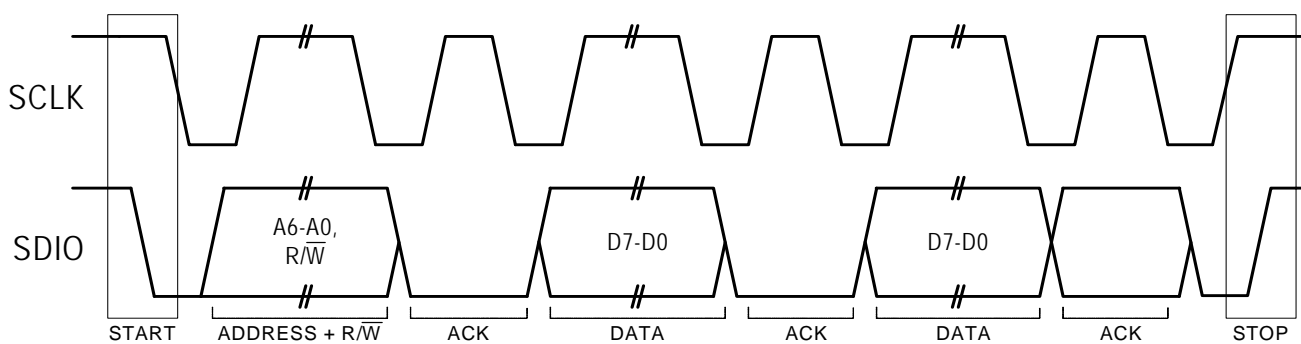 SCLK
SDIO
A6-A0,
R/W̅
D7-D0
D7-D0
START
ADDRESS + R/W̅
ACK
DATA
ACK
DATA
ACK
STOP